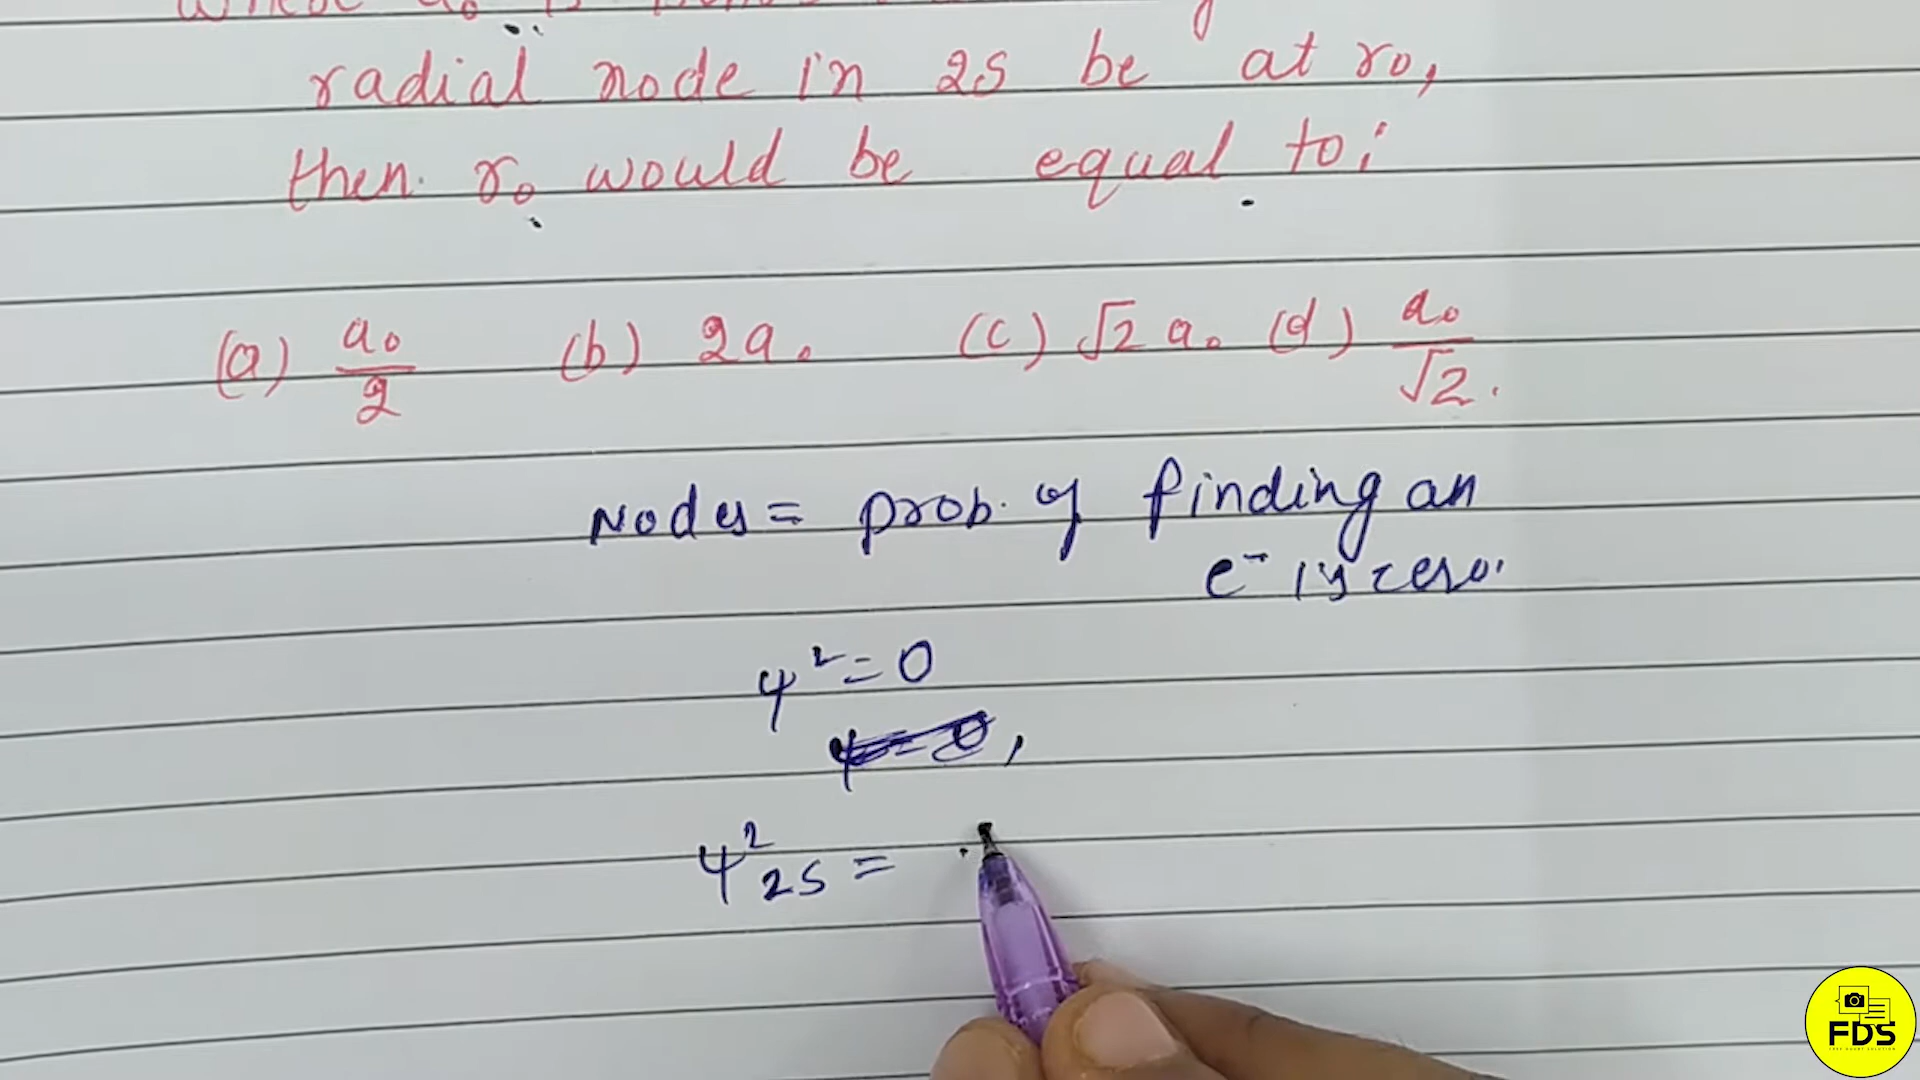 radial node in 2s be at r₀,
then r₀ would be equal to:
(a) a₀/2 (b) 2a₀ (c) √2 a₀ (d) a₀/√2.
Nodes = prob. of finding an
e⁻ is zero.
ψ² = 0
ψ²2s =
FDS